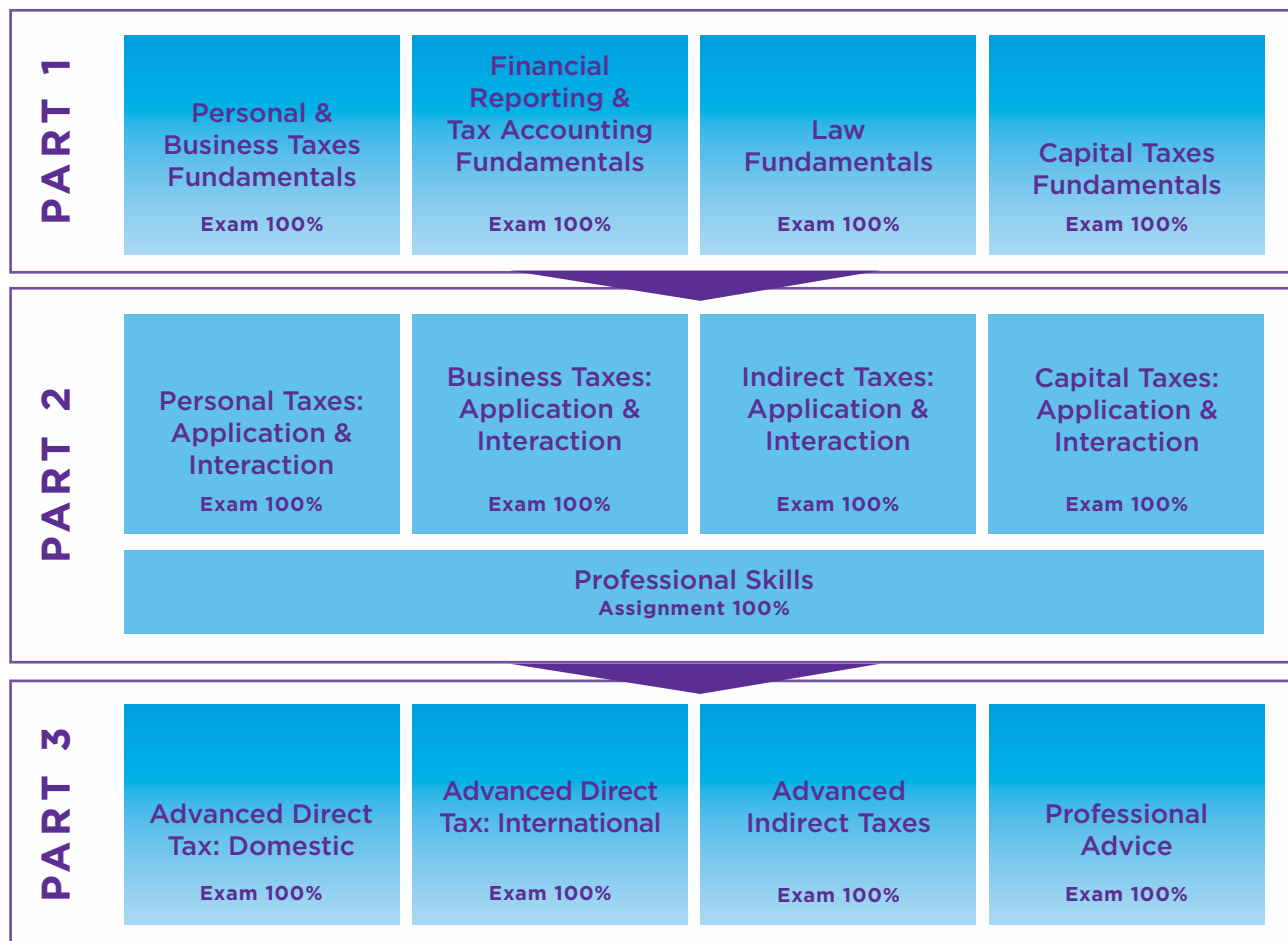 PART 1
Personal &
Business Taxes
Fundamentals
Exam 100%
Financial
Reporting &
Tax Accounting
Fundamentals
Exam 100%
Law
Fundamentals
Exam 100%
Capital Taxes
Fundamentals
Exam 100%
PART 2
Personal Taxes:
Application &
Interaction
Exam 100%
Business Taxes:
Application &
Interaction
Exam 100%
Indirect Taxes:
Application &
Interaction
Exam 100%
Capital Taxes:
Application &
Interaction
Exam 100%
Professional Skills
Assignment 100%
PART 3
Advanced Direct
Tax: Domestic
Exam 100%
Advanced Direct
Tax: International
Exam 100%
Advanced
Indirect Taxes
Exam 100%
Professional
Advice
Exam 100%